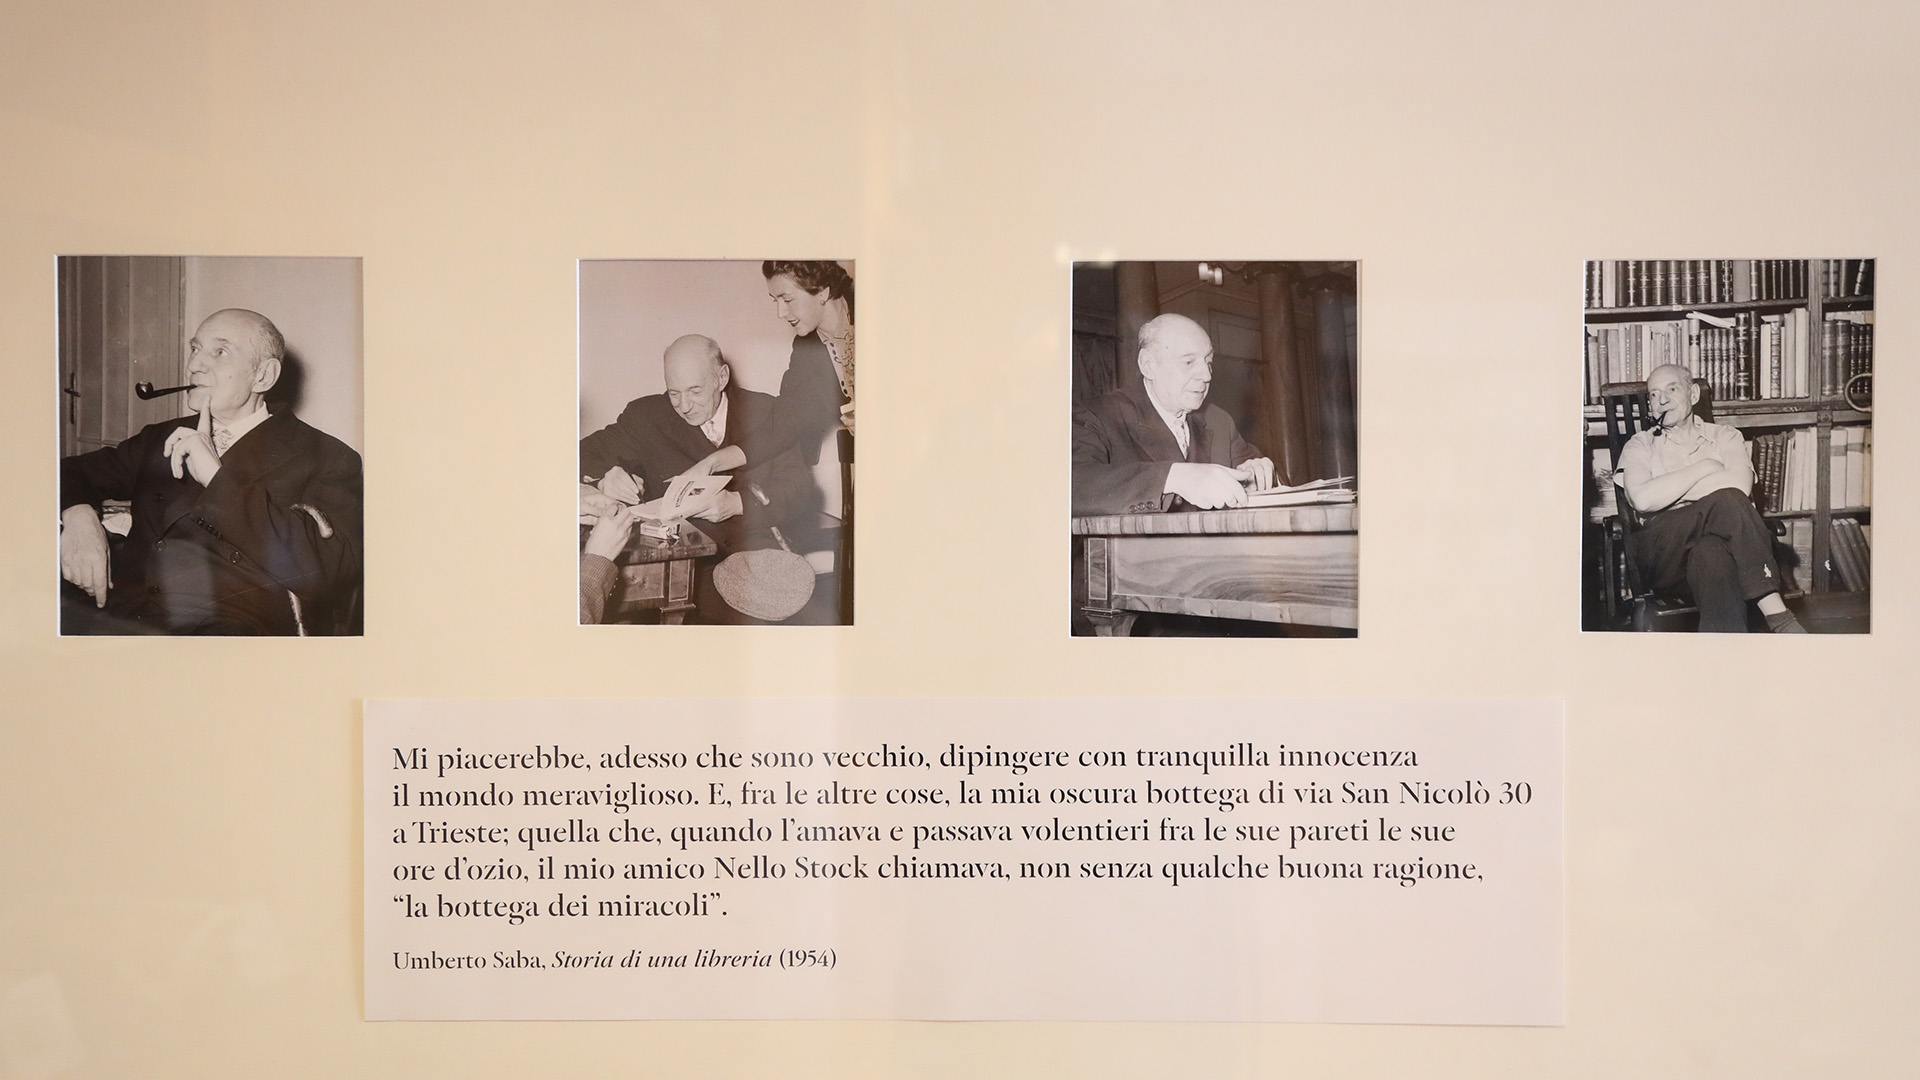 Mi piacerebbe, adesso che sono vecchio, dipingere con tranquilla innocenza
il mondo meraviglioso. E, fra le altre cose, la mia oscura bottega di via San Nicolò 30
a Trieste; quella che, quando l’amava e passava volentieri fra le sue pareti le sue
ore d’ozio, il mio amico Nello Stock chiamava, non senza qualche buona ragione,
“la bottega dei miracoli”.
Umberto Saba, Storia di una libreria (1954)